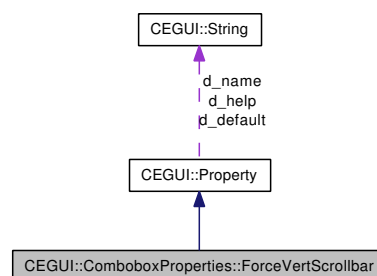 CEGUI::String
d_name
d_help
d_default
CEGUI::Property
CEGUI::ComboboxProperties::ForceVertScrollbar